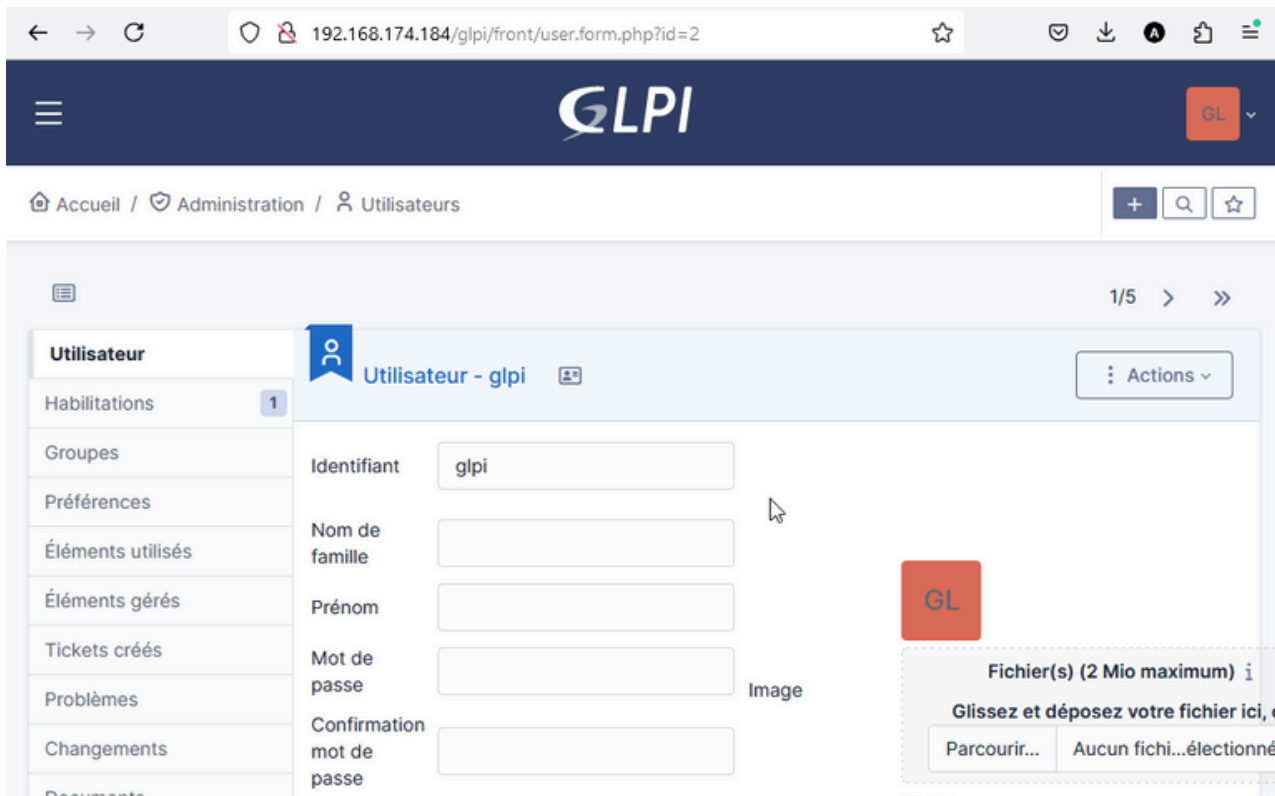 192.168.174.184/glpi/front/user.form.php?id=2
GLPI
GL
Accueil / Administration / Utilisateurs
1/5
Utilisateur
Utilisateur - glpi
Actions
Habilitations 1
Groupes
Identifiant glpi
Préférences
Nom de
famille
Éléments utilisés
Éléments gérés
Prénom
GL
Tickets créés
Mot de
passe
Image
Fichier(s) (2 Mio maximum) i
Problèmes
Glissez et déposez votre fichier ici,
Confirmation
mot de
passe
Changements
Parcourir... Aucun fichi...électionné
Documents